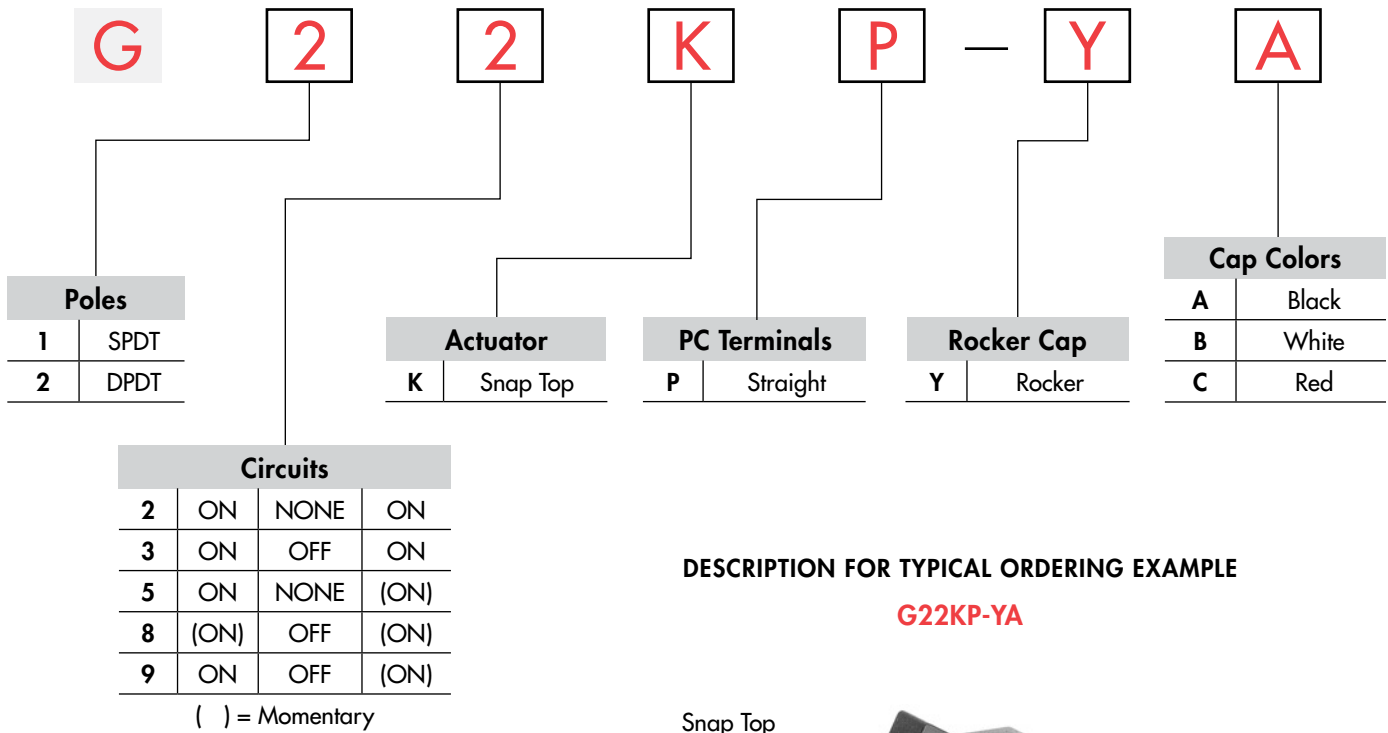 G 2 2 K P — Y A
Poles
1 SPDT
2 DPDT
Circuits
2 ON NONE ON
3 ON OFF ON
5 ON NONE (ON)
8 (ON) OFF (ON)
9 ON OFF (ON)
( ) = Momentary
Actuator
K Snap Top
PC Terminals
P Straight
Rocker Cap
Y Rocker
Cap Colors
A Black
B White
C Red
DESCRIPTION FOR TYPICAL ORDERING EXAMPLE
G22KP-YA
Snap Top